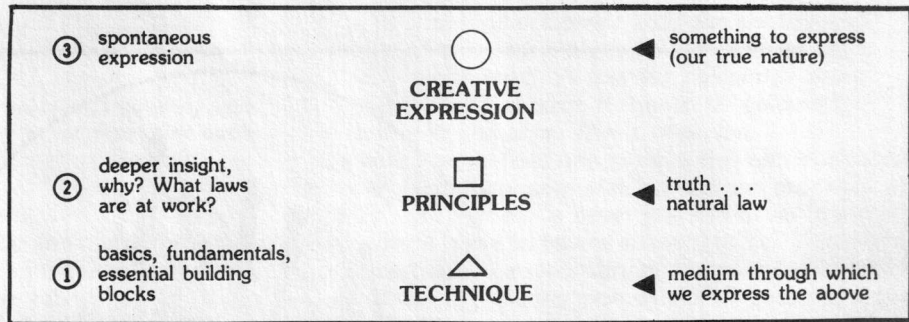 ③ spontaneous
expression
CREATIVE
EXPRESSION
something to express
(our true nature)
② deeper insight,
why? What laws
are at work?
PRINCIPLES
truth . . .
natural law
① basics, fundamentals,
essential building
blocks
TECHNIQUE
medium through which
we express the above